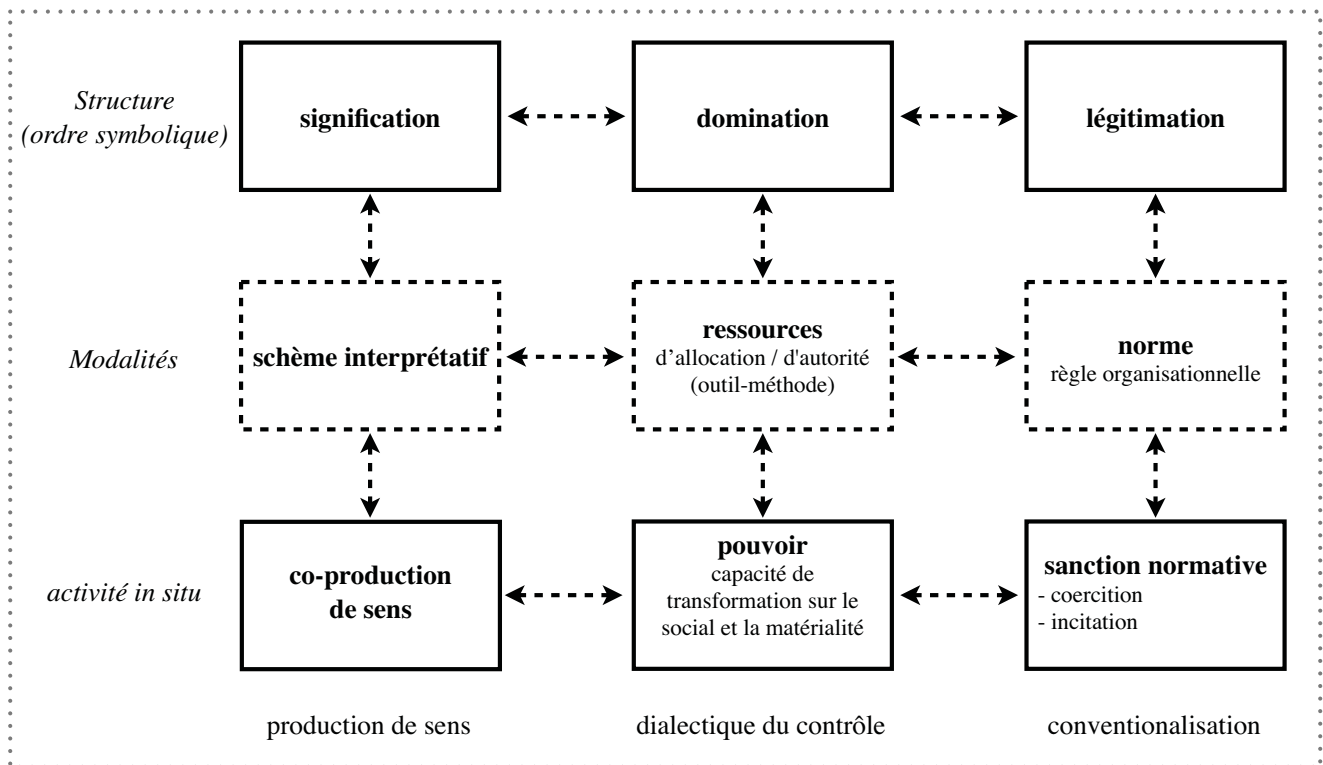 Structure
(ordre symbolique)
signification
domination
légitimation
Modalités
schème interprétatif
ressources
d’allocation / d'autorité
(outil-méthode)
norme
règle organisationnelle
activité in situ
co-production
de sens
pouvoir
capacité de
transformation sur le
social et la matérialité
sanction normative
- coercition
- incitation
production de sens
dialectique du contrôle
conventionalisation